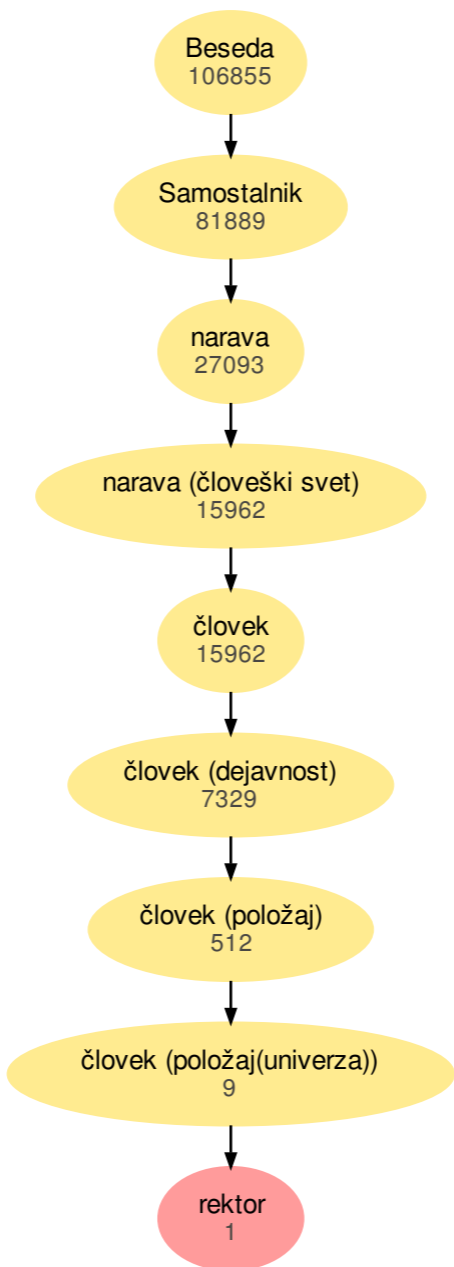 Beseda
106855
Samostalnik
81889
narava
27093
narava (človeški svet)
15962
človek
15962
človek (dejavnost)
7329
človek (položaj)
512
človek (položaj(univerza))
9
rektor
1